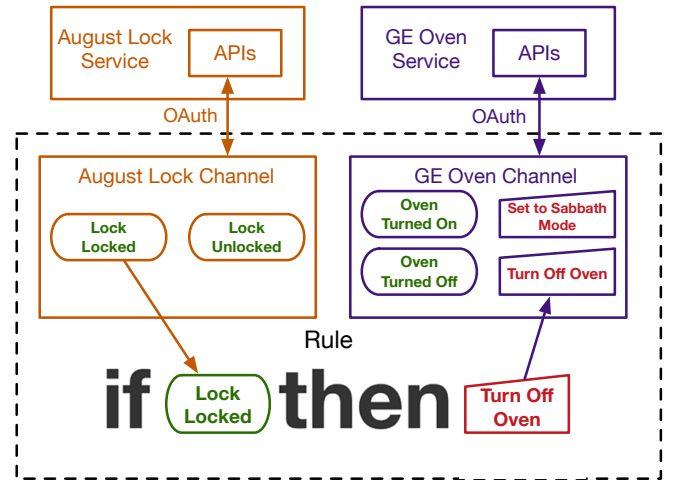 August Lock
Service
APIs
GE Oven
Service
APIs
OAuth
OAuth
August Lock Channel
Lock
Locked
Lock
Unlocked
GE Oven Channel
Oven
Turned On
Set to Sabbath
Mode
Oven
Turned Off
Turn Off Oven
Rule
if
Lock
Locked
then
Turn Off
Oven